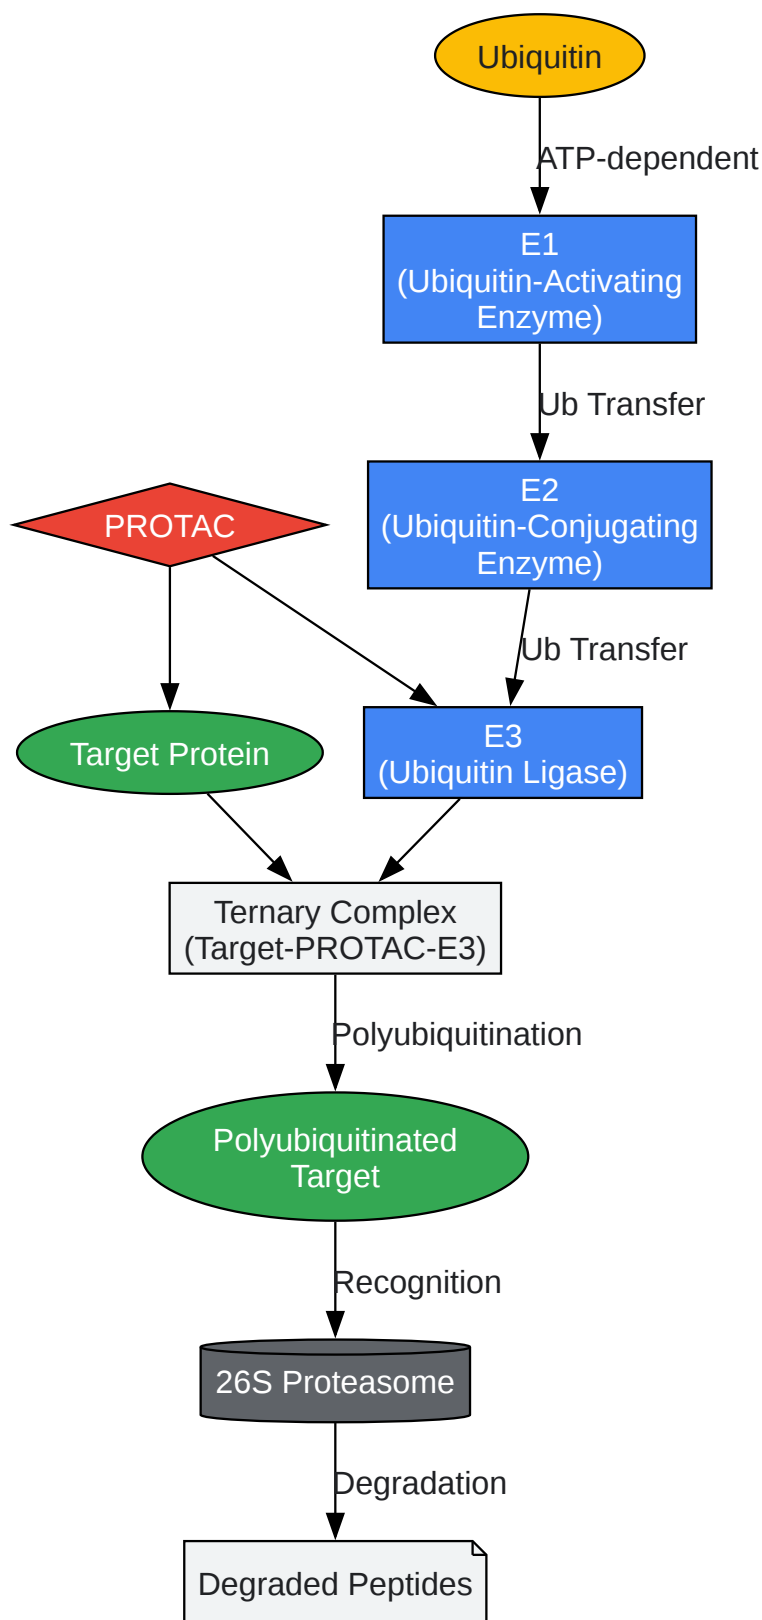 Ubiquitin
ATP-dependent
E1
(Ubiquitin-Activating
Enzyme)
Ub Transfer
E2
(Ubiquitin-Conjugating
Enzyme)
PROTAC
Ub Transfer
Target Protein
E3
(Ubiquitin Ligase)
Ternary Complex
(Target-PROTAC-E3)
Polyubiquitination
Polyubiquitinated
Target
Recognition
26S Proteasome
Degradation
Degraded Peptides